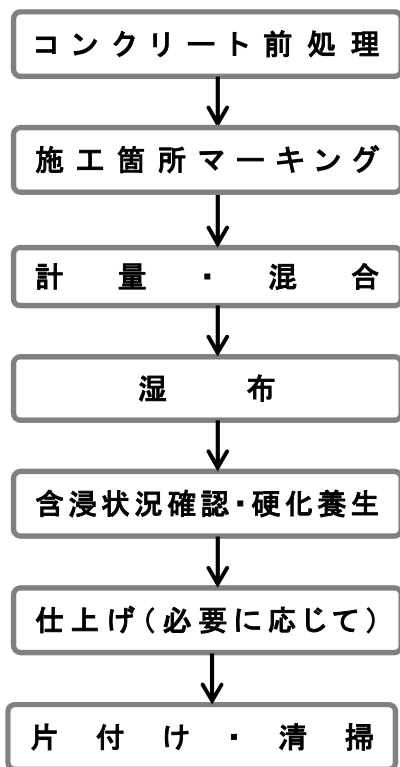 コンクリート前処理
施工箇所マーキング
計量・混合
湿布
含浸状況確認・硬化養生
仕上げ（必要に応じて）
片付け・清掃